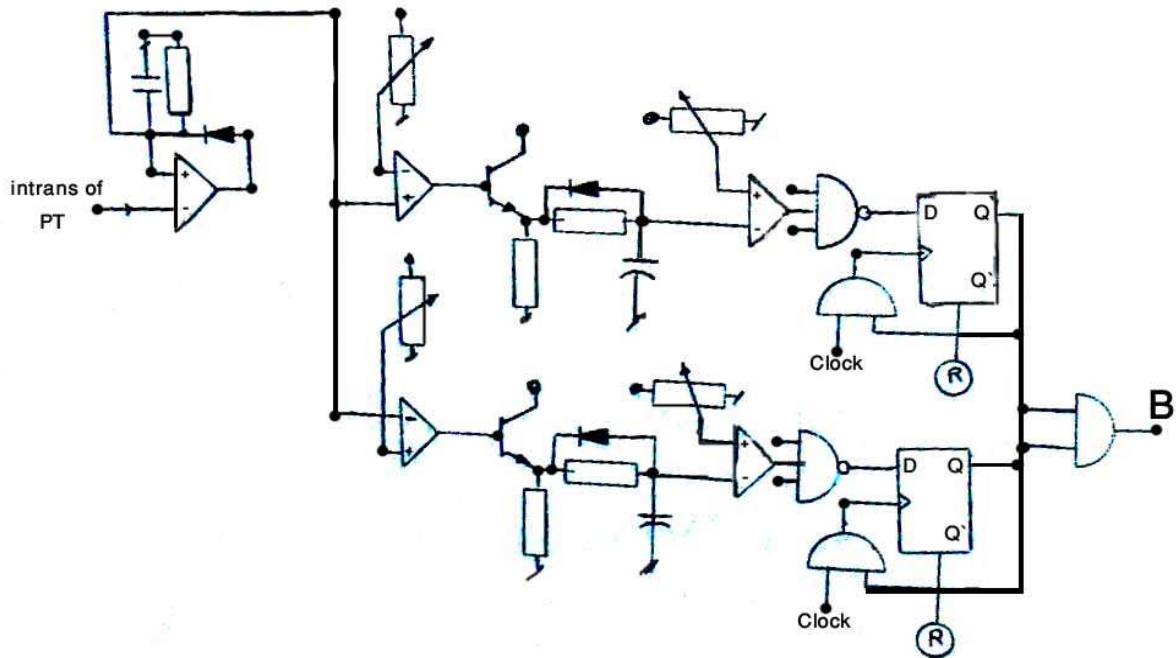 intrans of
PT
+
-
-
+
+
-
D
Q
Q`
Clock
R
-
+
+
-
D
Q
Q`
Clock
R
B